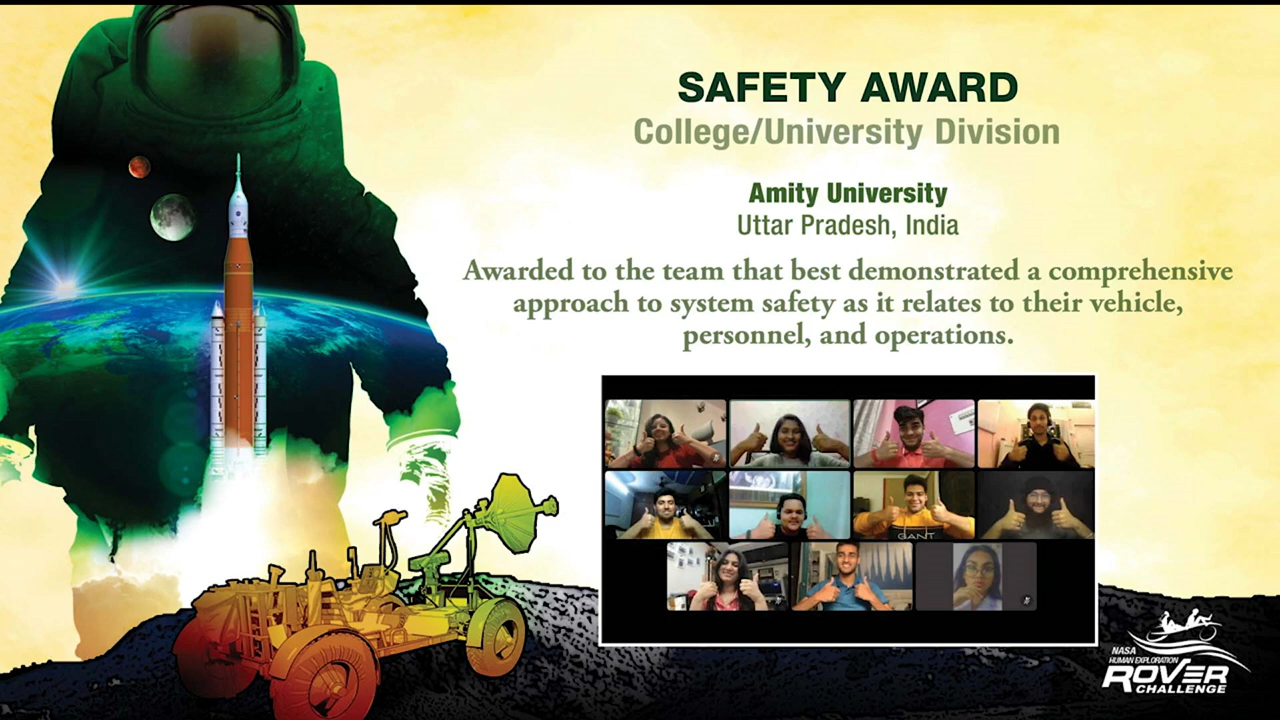 SAFETY AWARD
College/University Division
Amity University
Uttar Pradesh, India
Awarded to the team that best demonstrated a comprehensive
approach to system safety as it relates to their vehicle,
personnel, and operations.
GIANT
NASA
HUMAN EXPLORATION
ROVER
CHALLENGE